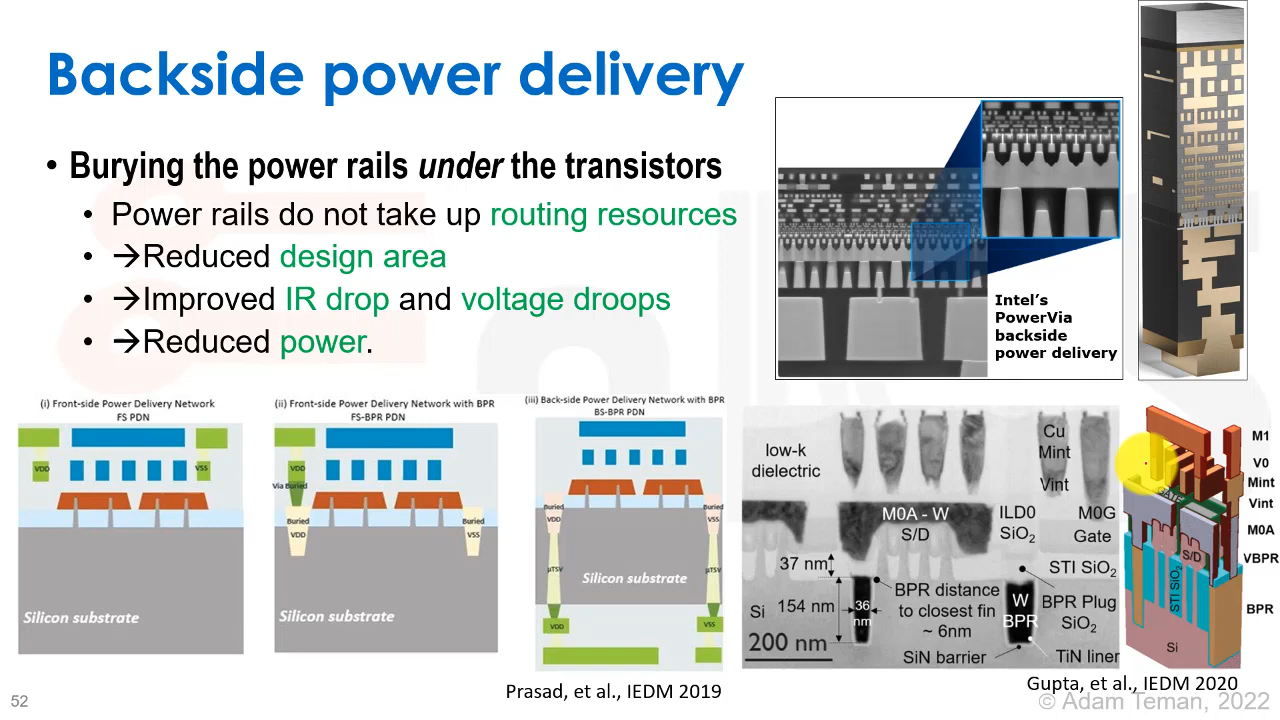 Backside power delivery
• Burying the power rails under the transistors
• Power rails do not take up routing resources
• →Reduced design area
• →Improved IR drop and voltage droops
• →Reduced power.
Intel's
PowerVia
backside
power delivery
(i) Front-side Power Delivery Network
FS PDN
VDD
VSS
Silicon substrate
(ii) Front-side Power Delivery Network with BPR
FS-BPR PDN
VDD
Via Buried
Buried
VDD
Buried
VSS
Silicon substrate
(iii) Back-side Power Delivery Network with BPR
BS-BPR PDN
Buried
VDD
Buried
VSS
µTSV
µTSV
Silicon substrate
VDD
VSS
Prasad, et al., IEDM 2019
low-k
dielectric
Cu
Mint
Vint
M0A - W
S/D
ILD0
SiO2
M0G
Gate
37 nm
STI SiO2
Si
154 nm
36
nm
BPR distance
to closest fin
~ 6nm
W
BPR
BPR Plug
SiO2
200 nm
SiN barrier
TiN liner
M1
V0
Mint
Vint
M0A
VBPR
BPR
GATE
S/D
STI SiO2
Si
Gupta, et al., IEDM 2020
52
© Adam Teman, 2022